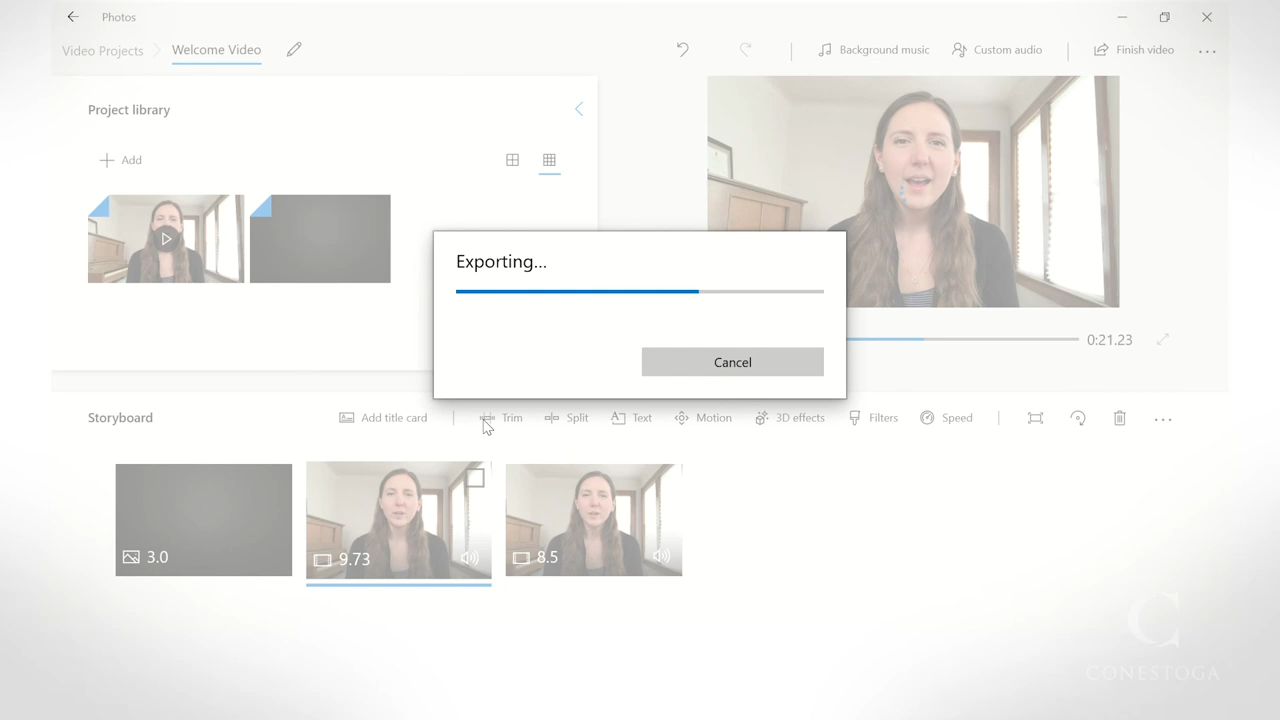 Photos
Video Projects
Welcome Video
Background music
Custom audio
Finish video
Project library
Add
Exporting...
Cancel
0:21.23
Storyboard
Add title card
Trim
Split
Text
Motion
3D effects
Filters
Speed
3.0
9.73
8.5
C
CONESTOGA